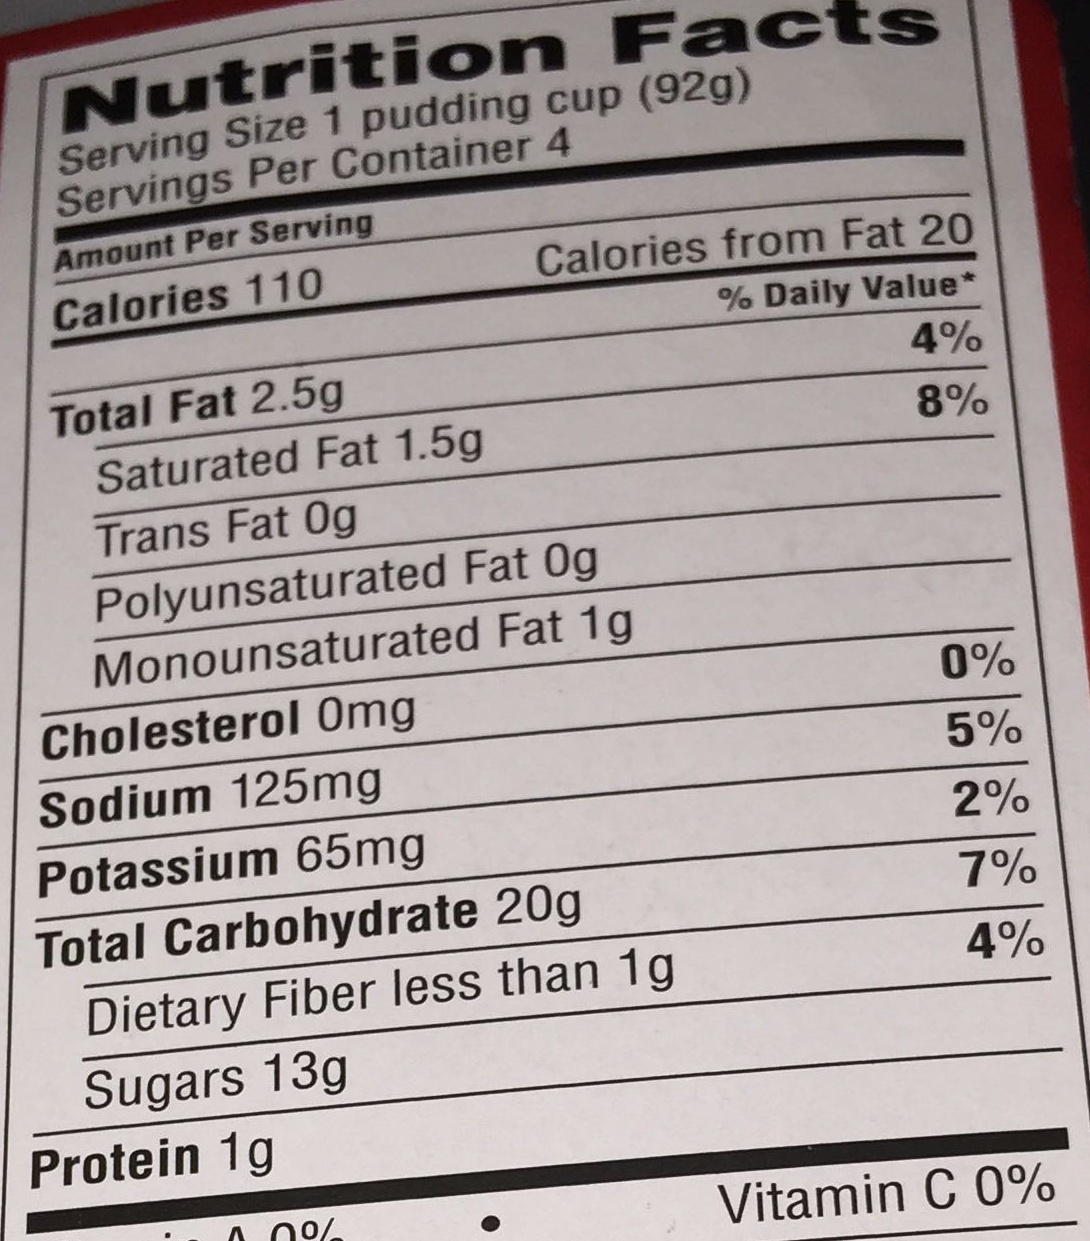 Nutrition Facts
Serving Size 1 pudding cup (92g)
Servings Per Container 4
Amount Per Serving
Calories 110 Calories from Fat 20
% Daily Value*
Total Fat 2.5g 4%
Saturated Fat 1.5g 8%
Trans Fat 0g
Polyunsaturated Fat 0g
Monounsaturated Fat 1g
Cholesterol 0mg 0%
Sodium 125mg 5%
Potassium 65mg 2%
Total Carbohydrate 20g 7%
Dietary Fiber less than 1g 4%
Sugars 13g
Protein 1g
A 0% • Vitamin C 0%